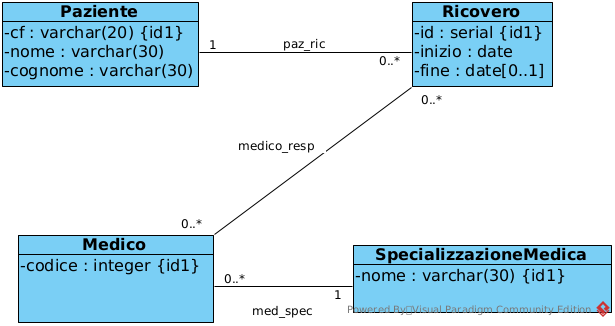 Paziente
-cf : varchar(20) {id1}
-nome : varchar(30)
-cognome : varchar(30)
Ricovero
-id : serial {id1}
-inizio : date
-fine : date[0..1]
1
paz_ric
0..*
0..*
medico_resp
0..*
Medico
-codice : integer {id1}
SpecializzazioneMedica
-nome : varchar(30) {id1}
0..*
1
med_spec
Powered By Visual Paradigm Community Edition